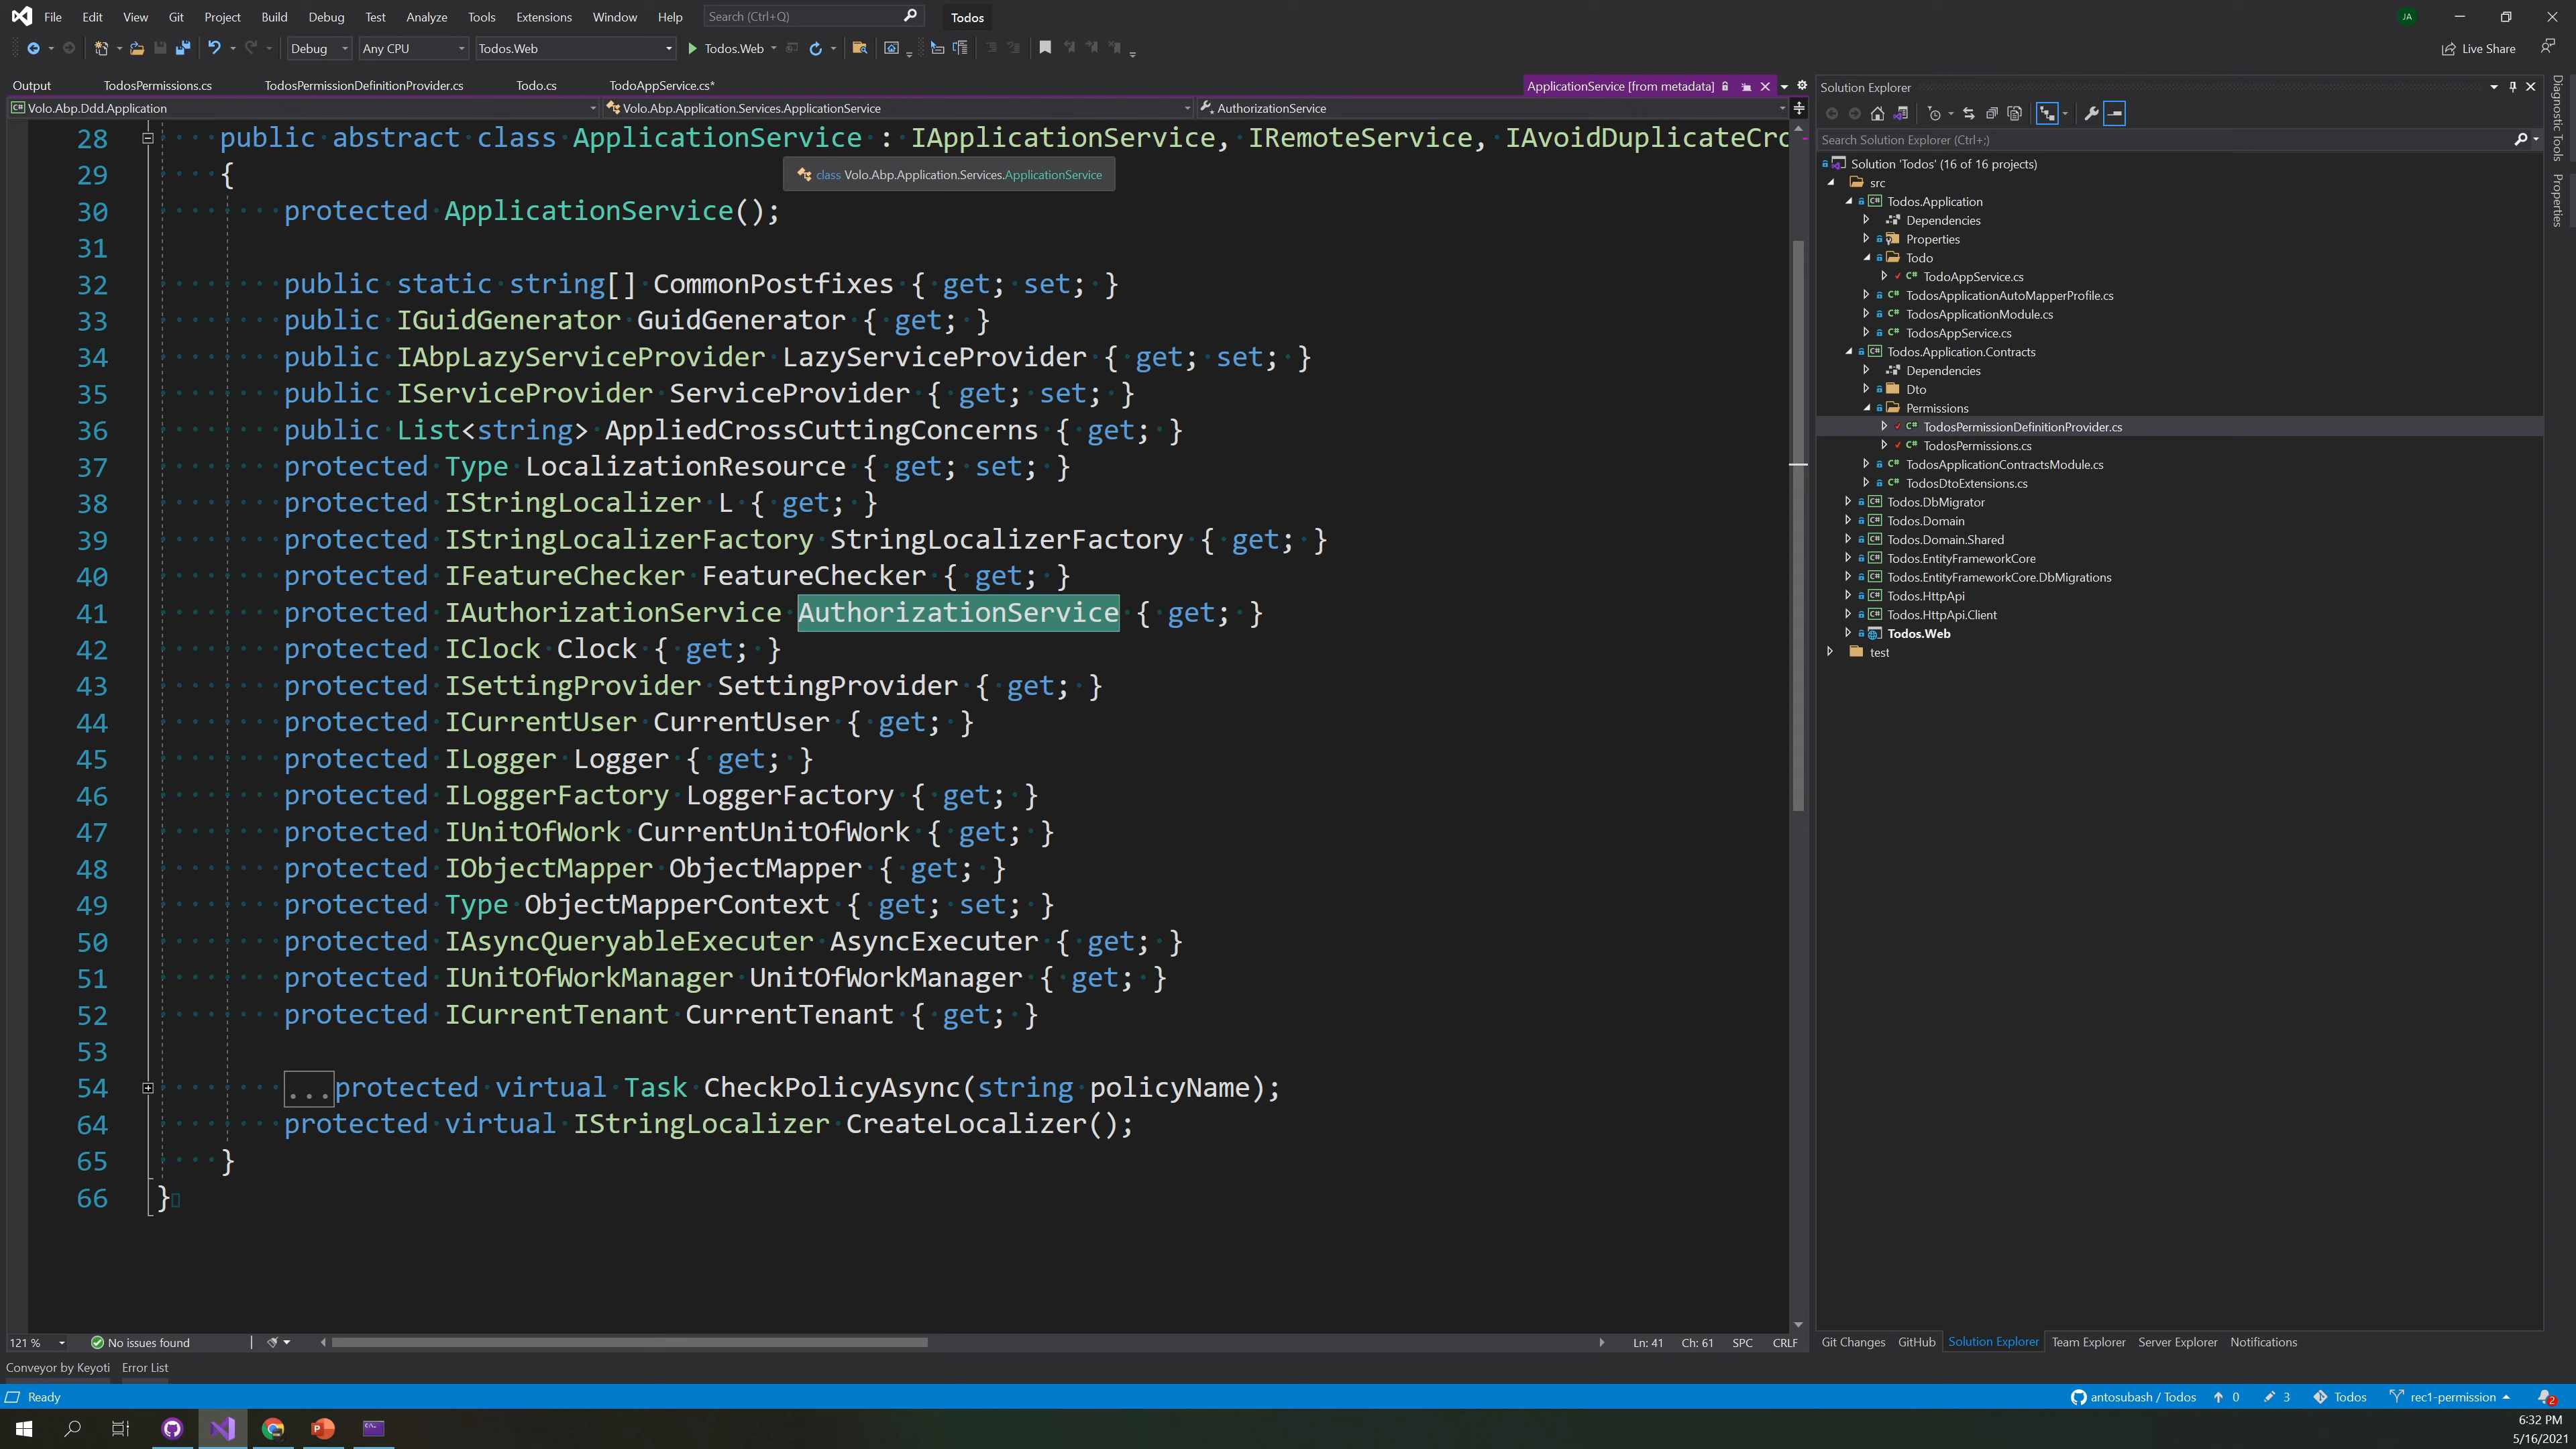 File Edit View Git Project Build Debug Test Analyze Tools Extensions Window Help Search (Ctrl+Q) Todos JA
Debug Any CPU Todos.Web Todos.Web Live Share
Output TodosPermissions.cs TodosPermissionDefinitionProvider.cs Todo.cs TodoAppService.cs* ApplicationService [from metadata]
Volo.Abp.Ddd.Application Volo.Abp.Application.Services.ApplicationService AuthorizationService
28 public abstract class ApplicationService : IApplicationService, IRemoteService, IAvoidDuplicateCro
class Volo.Abp.Application.Services.ApplicationService
29 {
30 protected ApplicationService();
31
32 public static string[] CommonPostfixes { get; set; }
33 public IGuidGenerator GuidGenerator { get; }
34 public IAbpLazyServiceProvider LazyServiceProvider { get; set; }
35 public IServiceProvider ServiceProvider { get; set; }
36 public List<string> AppliedCrossCuttingConcerns { get; }
37 protected Type LocalizationResource { get; set; }
38 protected IStringLocalizer L { get; }
39 protected IStringLocalizerFactory StringLocalizerFactory { get; }
40 protected IFeatureChecker FeatureChecker { get; }
41 protected IAuthorizationService AuthorizationService { get; }
42 protected IClock Clock { get; }
43 protected ISettingProvider SettingProvider { get; }
44 protected ICurrentUser CurrentUser { get; }
45 protected ILogger Logger { get; }
46 protected ILoggerFactory LoggerFactory { get; }
47 protected IUnitOfWork CurrentUnitOfWork { get; }
48 protected IObjectMapper ObjectMapper { get; }
49 protected Type ObjectMapperContext { get; set; }
50 protected IAsyncQueryableExecuter AsyncExecuter { get; }
51 protected IUnitOfWorkManager UnitOfWorkManager { get; }
52 protected ICurrentTenant CurrentTenant { get; }
53
54 ...protected virtual Task CheckPolicyAsync(string policyName);
64 protected virtual IStringLocalizer CreateLocalizer();
65 }
66 }
121 % No issues found Ln: 41 Ch: 61 SPC CRLF
Conveyor by Keyoti Error List
Solution Explorer
Search Solution Explorer (Ctrl+;)
Solution 'Todos' (16 of 16 projects)
src
C# Todos.Application
Dependencies
Properties
Todo
C# TodoAppService.cs
C# TodosApplicationAutoMapperProfile.cs
C# TodosApplicationModule.cs
C# TodosAppService.cs
C# Todos.Application.Contracts
Dependencies
Dto
Permissions
C# TodosPermissionDefinitionProvider.cs
C# TodosPermissions.cs
C# TodosApplicationContractsModule.cs
C# TodosDtoExtensions.cs
C# Todos.DbMigrator
C# Todos.Domain
C# Todos.Domain.Shared
C# Todos.EntityFrameworkCore
C# Todos.EntityFrameworkCore.DbMigrations
C# Todos.HttpApi
C# Todos.HttpApi.Client
Todos.Web
test
Git Changes GitHub Solution Explorer Team Explorer Server Explorer Notifications
Diagnostic Tools
Properties
Ready antosubash / Todos 0 3 Todos rec1-permission 2
6:32 PM
5/16/2021